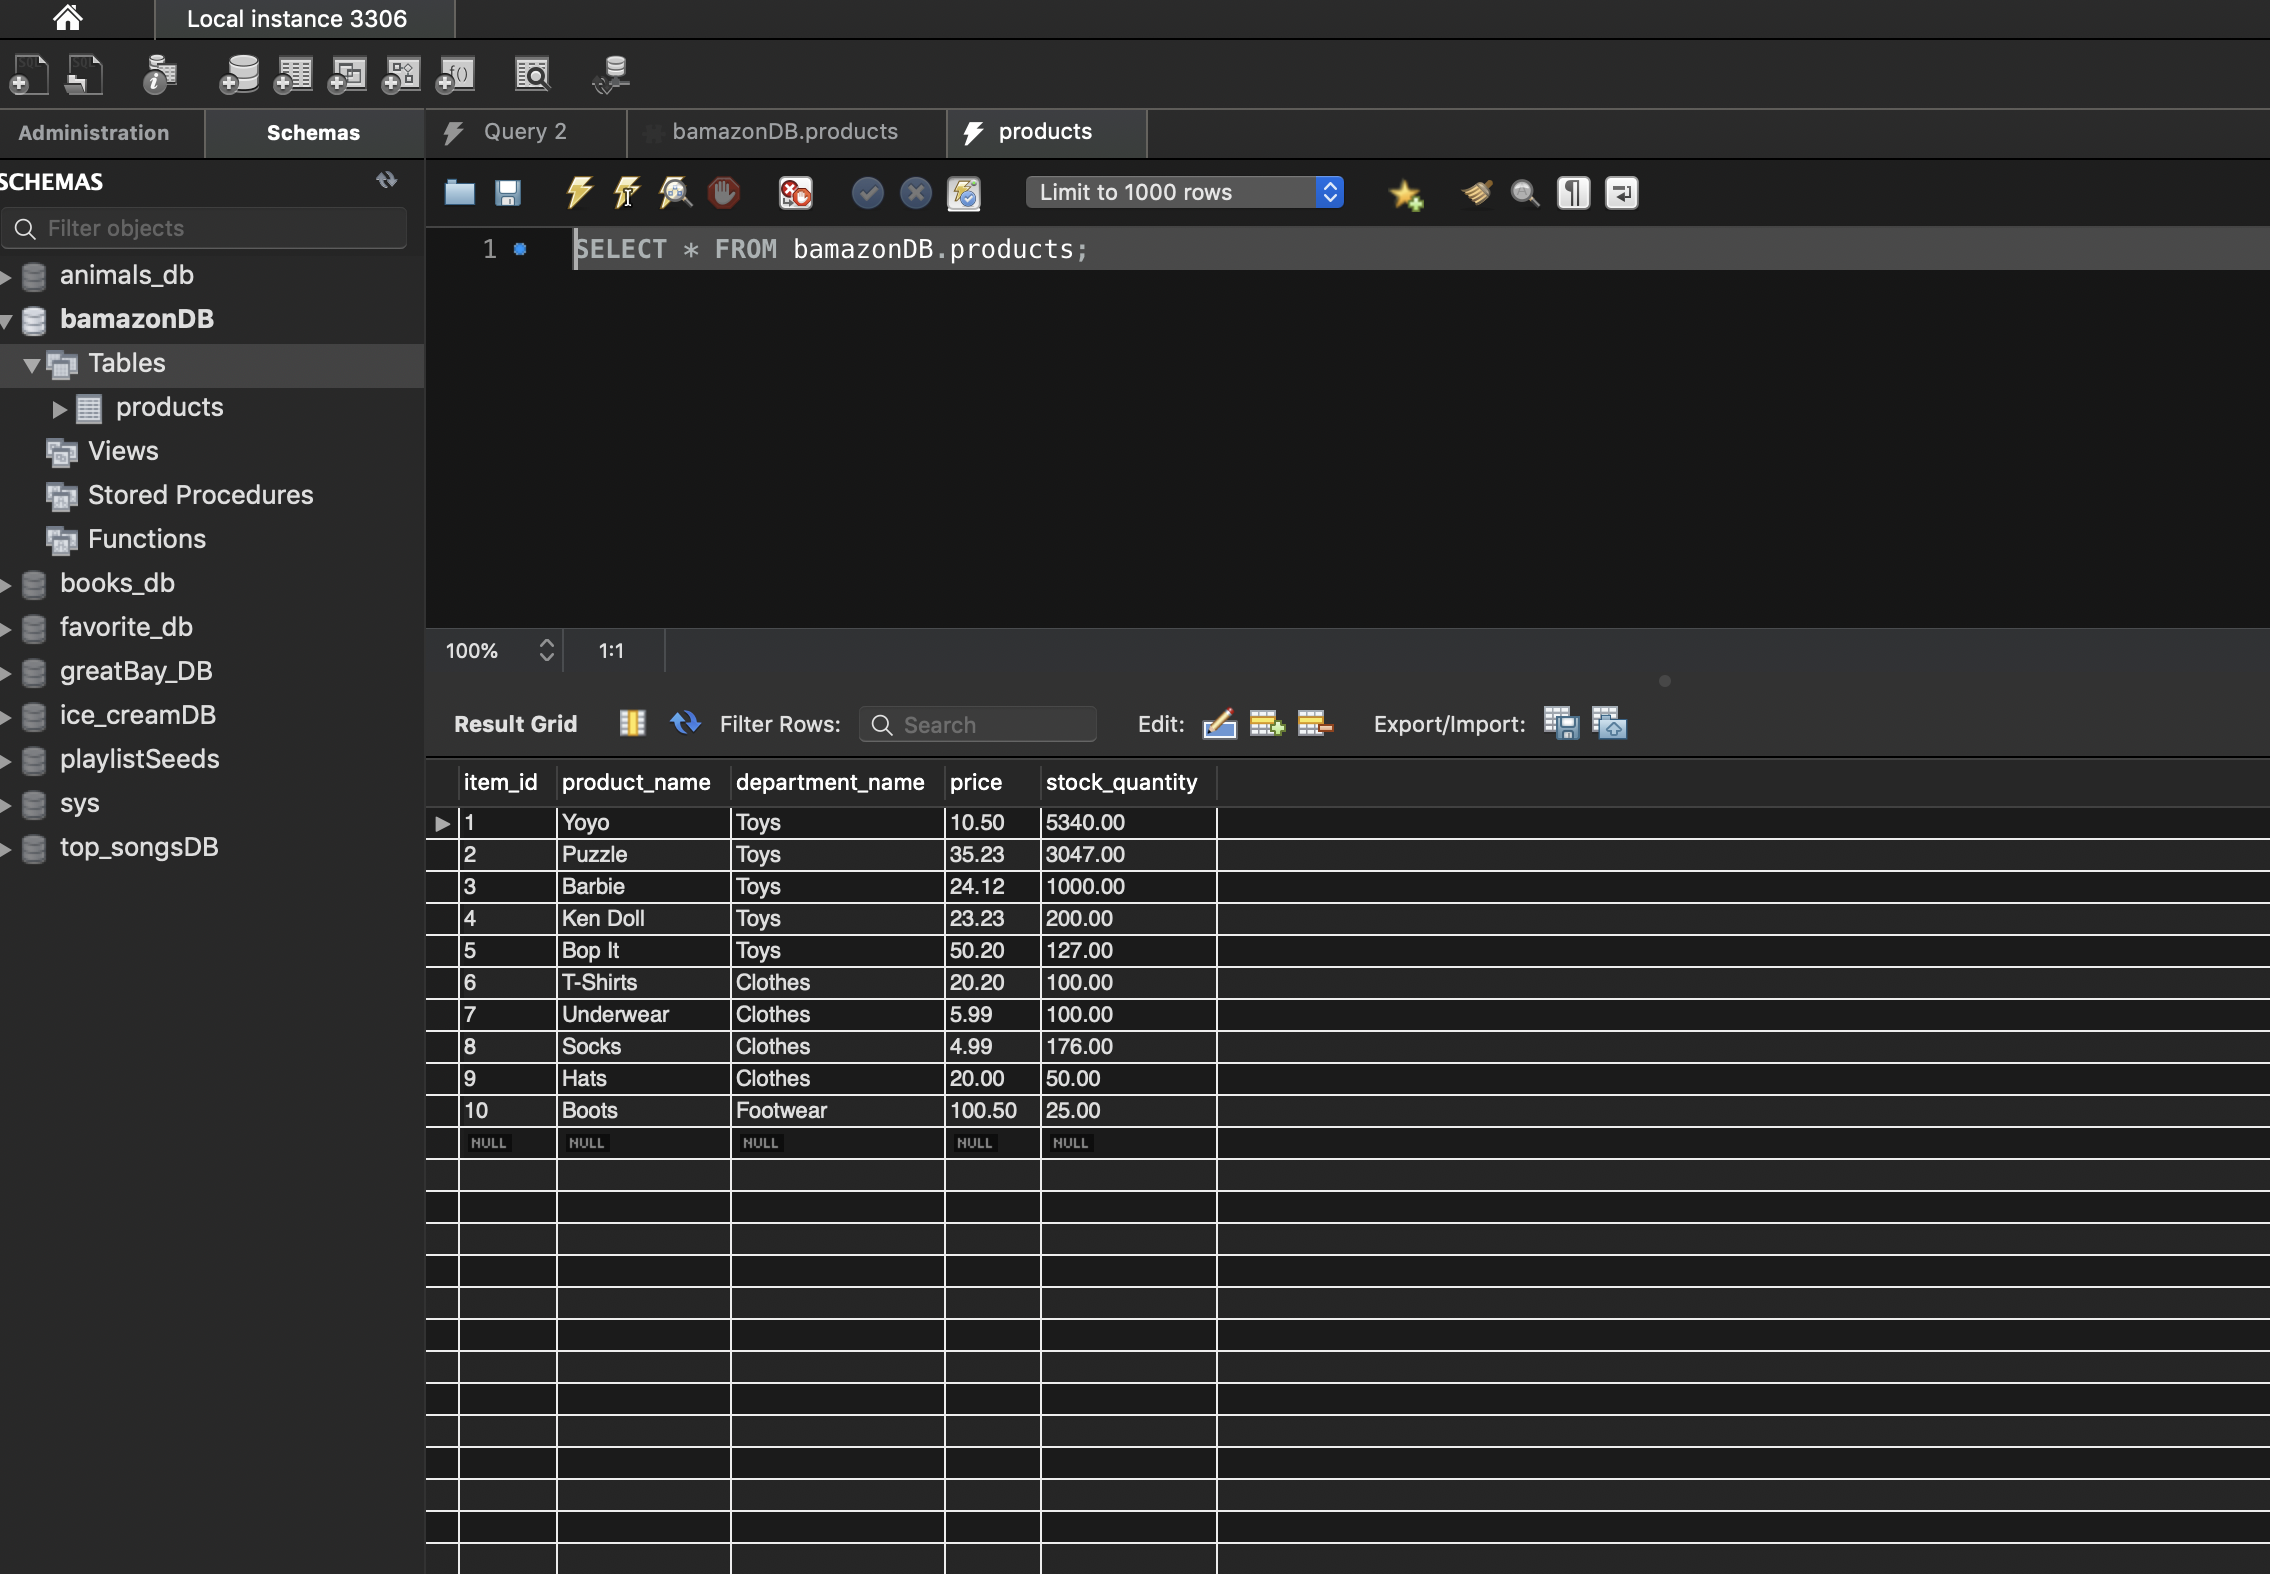 Local instance 3306
Administration Schemas
Query 2 bamazonDB.products products
SCHEMAS
Filter objects
Limit to 1000 rows
1 SELECT * FROM bamazonDB.products;
animals_db
bamazonDB
Tables
products
Views
Stored Procedures
Functions
books_db
favorite_db
greatBay_DB
ice_creamDB
playlistSeeds
sys
top_songsDB
100% 1:1
Result Grid Filter Rows: Search Edit: Export/Import:
item_id product_name department_name price stock_quantity
1 Yoyo Toys 10.50 5340.00
2 Puzzle Toys 35.23 3047.00
3 Barbie Toys 24.12 1000.00
4 Ken Doll Toys 23.23 200.00
5 Bop It Toys 50.20 127.00
6 T-Shirts Clothes 20.20 100.00
7 Underwear Clothes 5.99 100.00
8 Socks Clothes 4.99 176.00
9 Hats Clothes 20.00 50.00
10 Boots Footwear 100.50 25.00
NULL NULL NULL NULL NULL